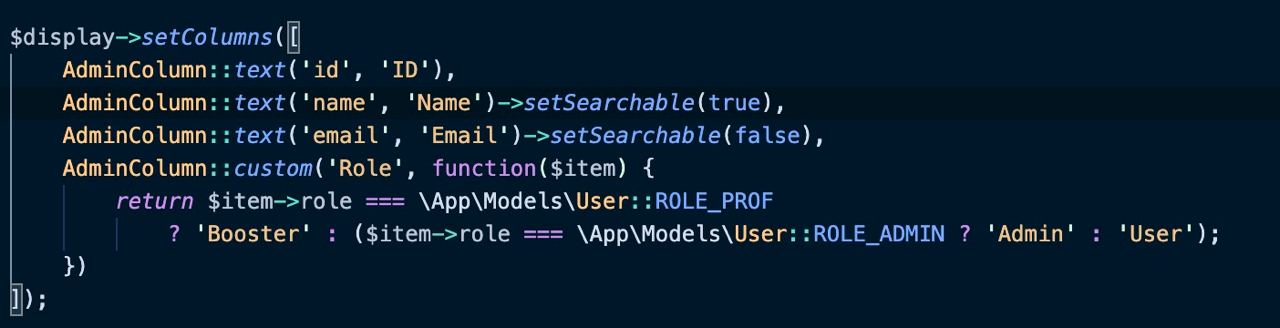 $display->setColumns([
    AdminColumn::text('id', 'ID'),
    AdminColumn::text('name', 'Name')->setSearchable(true),
    AdminColumn::text('email', 'Email')->setSearchable(false),
    AdminColumn::custom('Role', function($item) {
        return $item->role === \App\Models\User::ROLE_PROF
            ? 'Booster' : ($item->role === \App\Models\User::ROLE_ADMIN ? 'Admin' : 'User');
    })
]);